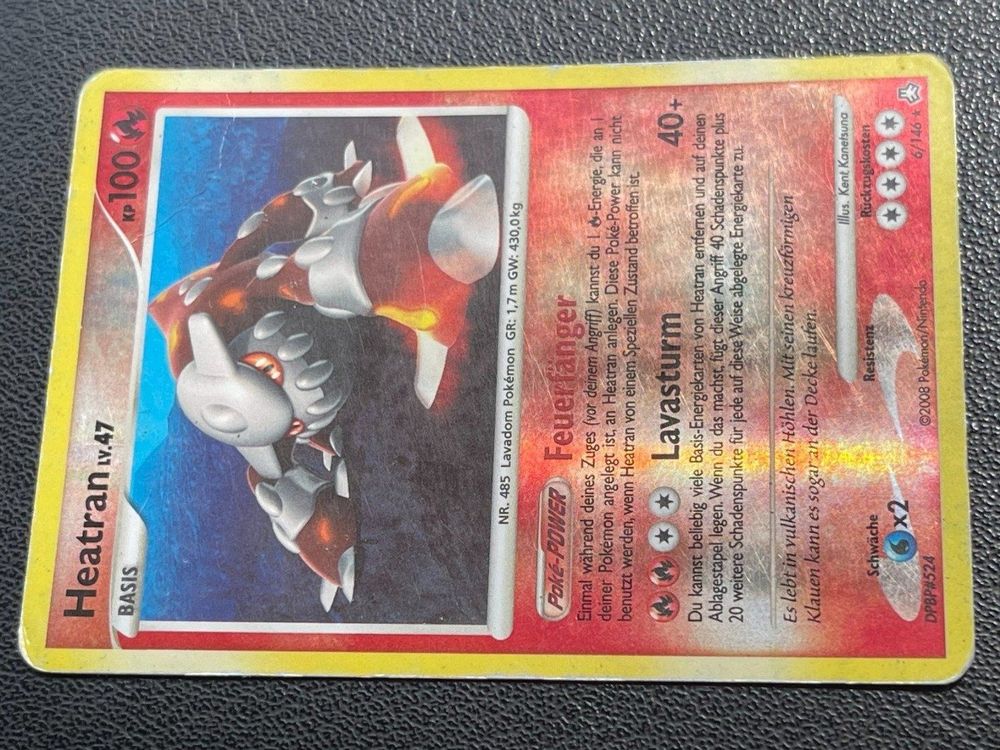 Heatran LV.47
KP 100
BASIS
NR. 485 Lavadom Pokémon GR: 1,7m GW: 430,0kg
Poké-POWER Feuerfänger
Einmal während deines Zuges (vor deinem Angriff) kannst du 1 -Energie, die an 1
deiner Pokémon angelegt ist, an Heatran anlegen. Diese Poké-Power kann nicht
benutzt werden, wenn Heatran von einem Speziellen Zustand betroffen ist.
Lavasturm 40+
Du kannst beliebig viele Basis-Energiekarten von Heatran entfernen und auf deinen
Ablagestapel legen. Wenn du das machst, fügt dieser Angriff 40 Schadenspunkte plus
20 weitere Schadenspunkte für jede auf diese Weise abgelegte Energiekarte zu.
Es lebt in vulkanischen Höhlen. Mit seinen kreuzförmigen
Klauen kann es sogar an der Decke laufen.
Illus. Kent Kanetsuna
Schwäche Resistenz Rückzugskosten
x2
DPBP#524 ©2008 Pokémon/Nintendo 6/146 ★